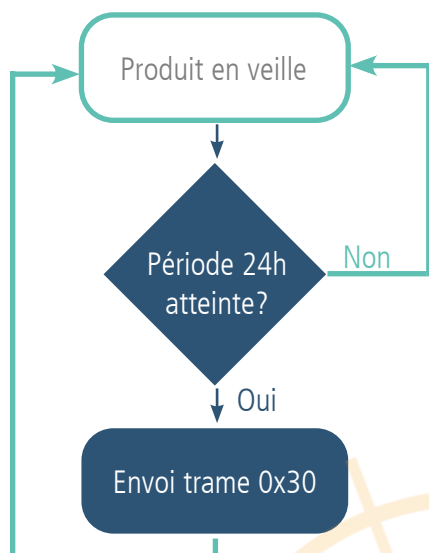 Produit en veille
Période 24h
atteinte?
Non
Oui
Envoi trame 0x30